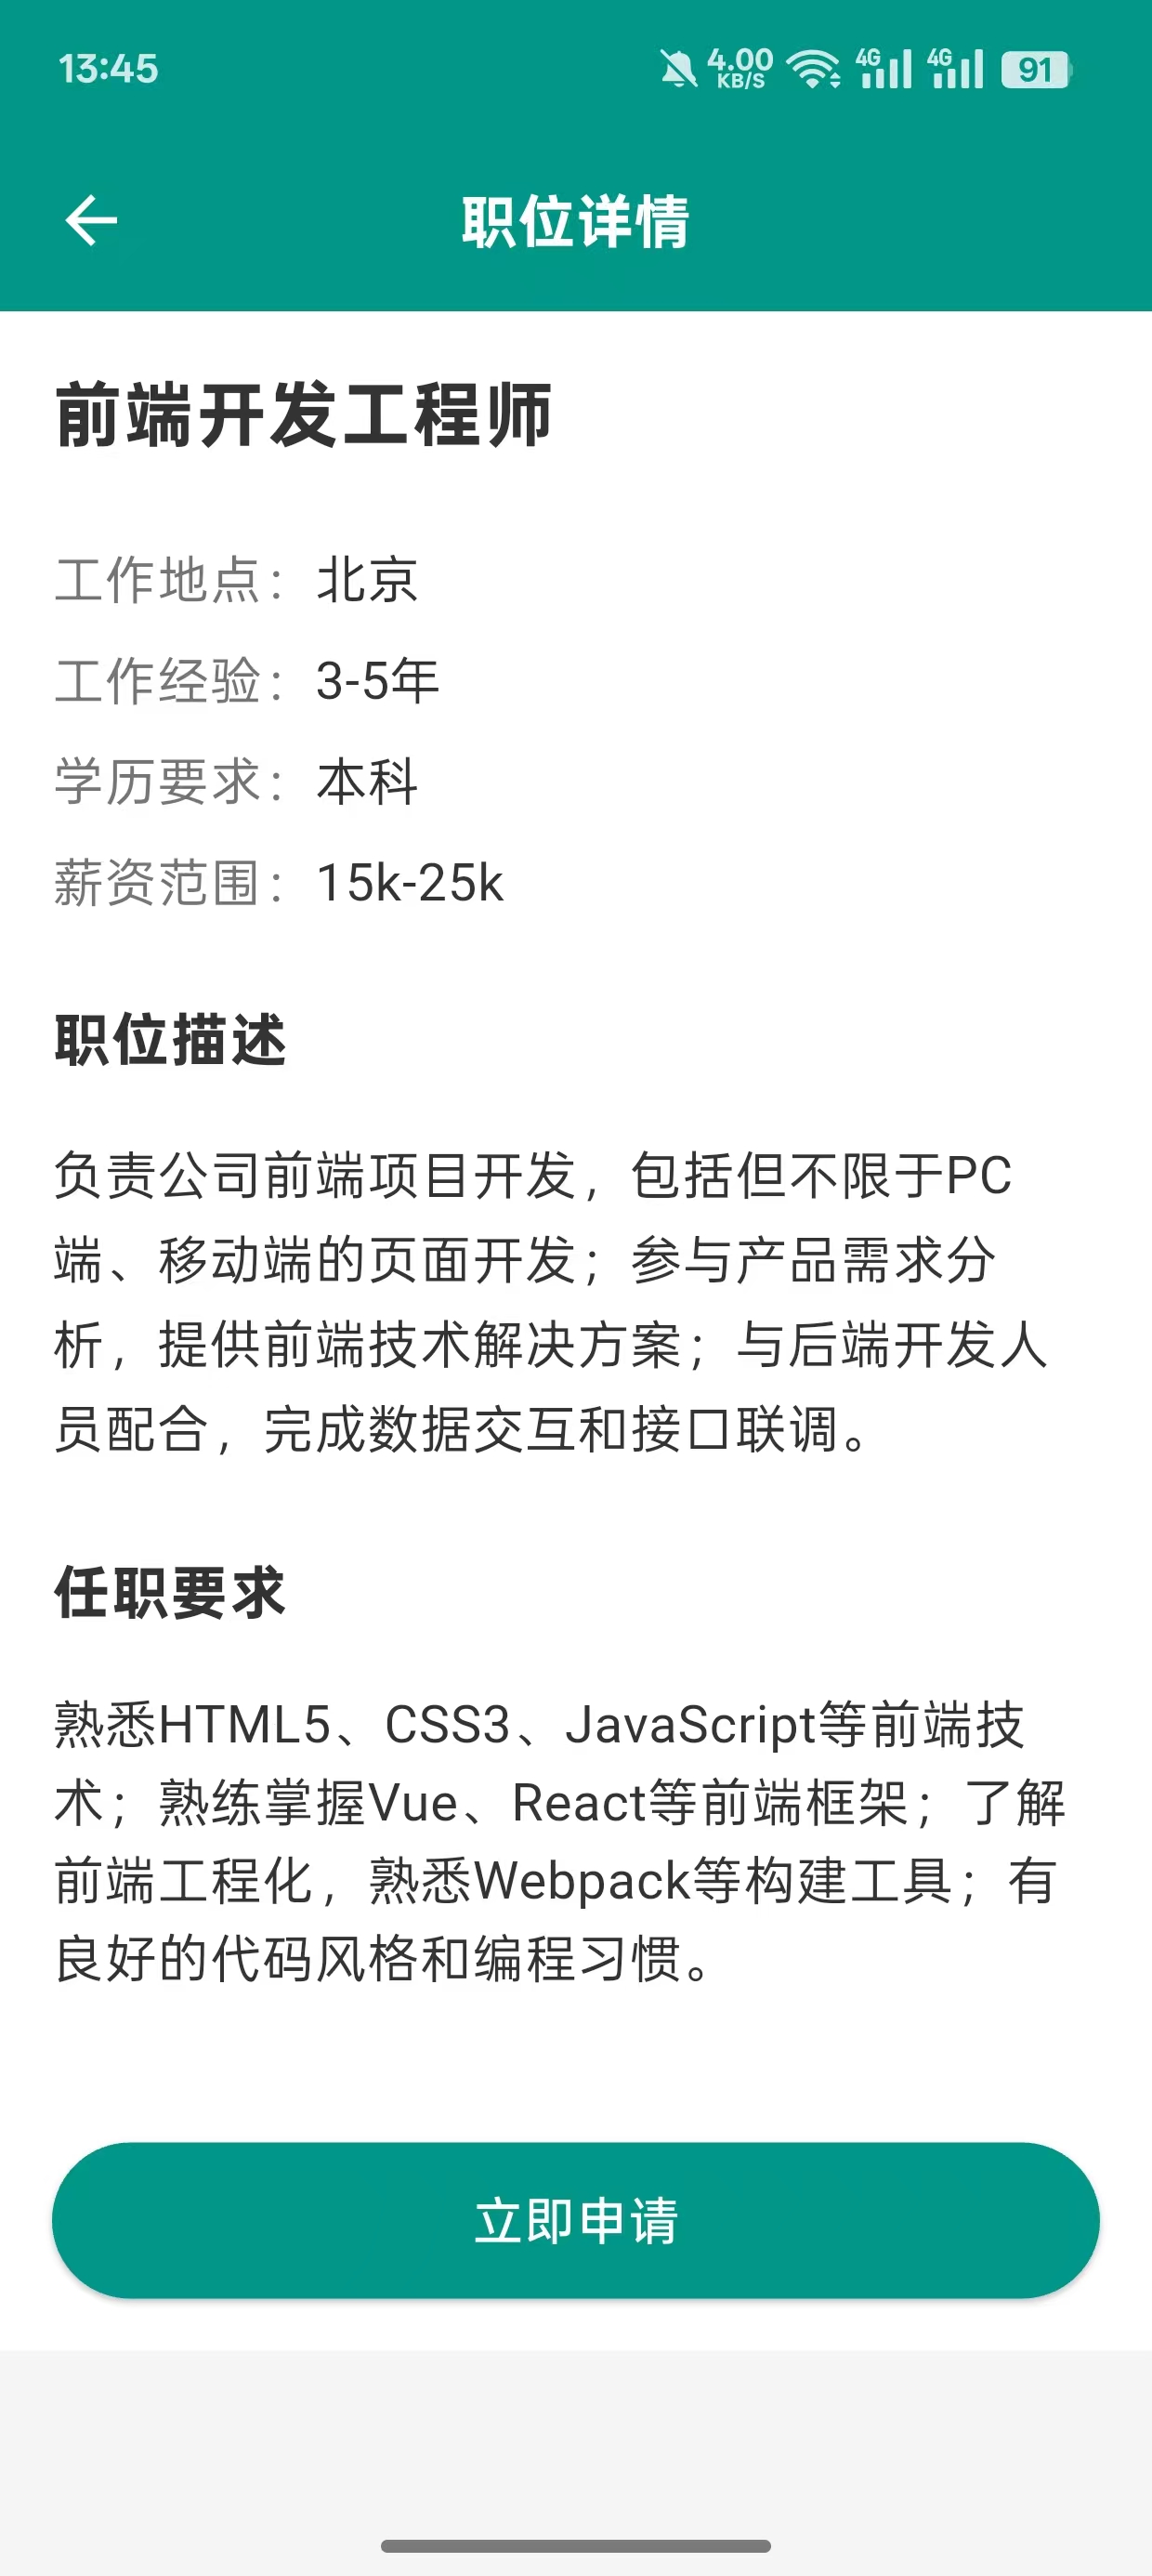 13:45
4.00
KB/S
4G
4G
91
职位详情
前端开发工程师
工作地点：北京
工作经验：3-5年
学历要求：本科
薪资范围：15k-25k
职位描述
负责公司前端项目开发，包括但不限于PC
端、移动端的页面开发；参与产品需求分
析，提供前端技术解决方案；与后端开发人
员配合，完成数据交互和接口联调。
任职要求
熟悉HTML5、CSS3、JavaScript等前端技
术；熟练掌握Vue、React等前端框架；了解
前端工程化，熟悉Webpack等构建工具；有
良好的代码风格和编程习惯。
立即申请